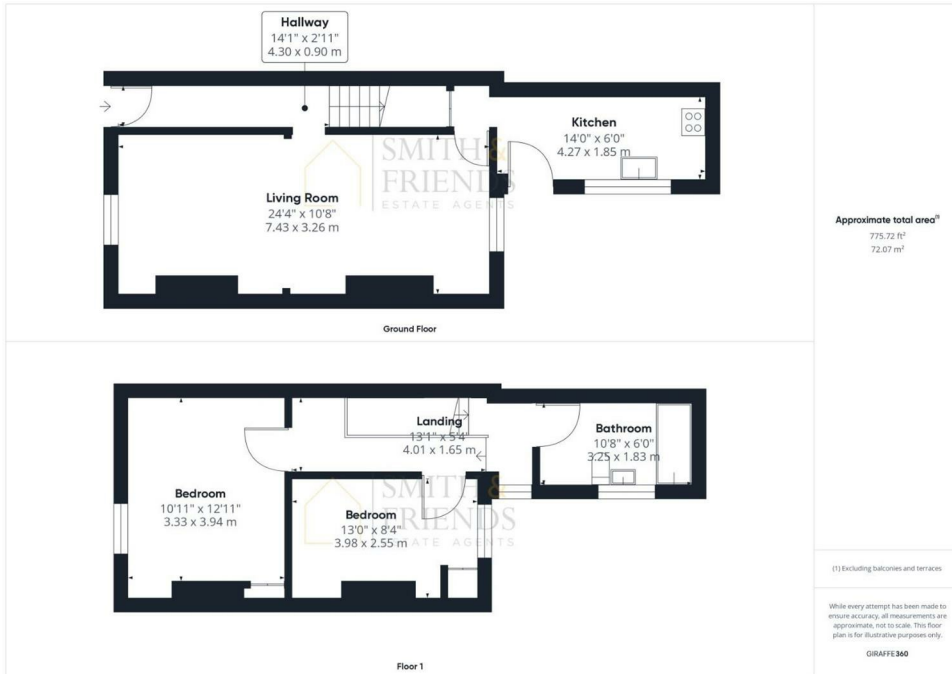 Hallway
14'1" x 2'11"
4.30 x 0.90 m
Kitchen
14'0" x 6'0"
4.27 x 1.85 m
SMITH &
FRIENDS
ESTATE AGENTS
Living Room
24'4" x 10'8"
7.43 x 3.26 m
Ground Floor
Approximate total area⁽¹⁾
775.72 ft²
72.07 m²
Landing
13'1" x 5'4"
4.01 x 1.65 m
Bathroom
10'8" x 6'0"
3.25 x 1.83 m
Bedroom
10'11" x 12'11"
3.33 x 3.94 m
SMITH &
FRIENDS
ESTATE AGENTS
Bedroom
13'0" x 8'4"
3.98 x 2.55 m
Floor 1
(1) Excluding balconies and terraces
While every attempt has been made to
ensure accuracy, all measurements are
approximate, not to scale. This floor
plan is for illustrative purposes only.
GIRAFFE360